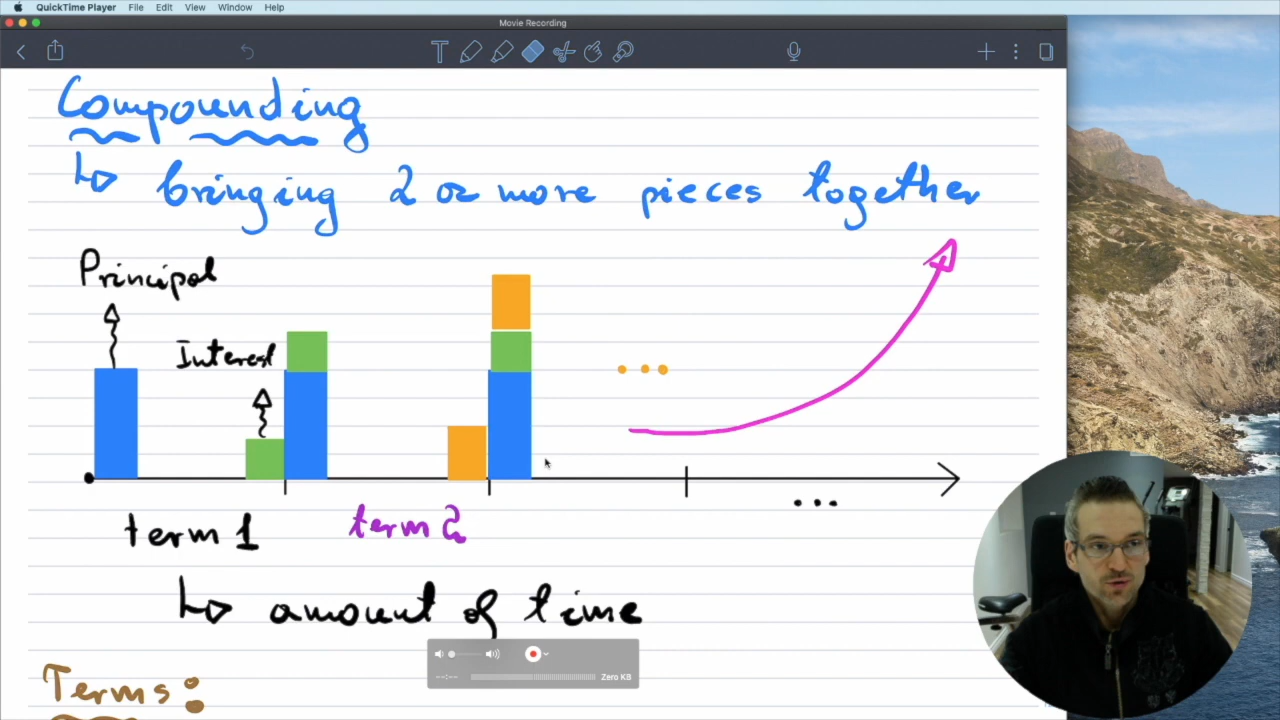 QuickTime Player File Edit View Window Help
Movie Recording
T
Compounding
↳ bringing 2 or more pieces together
Principal
Interest
...
term 1 term 2 ...
↳ amount of time
--:-- Zero KB
Terms: